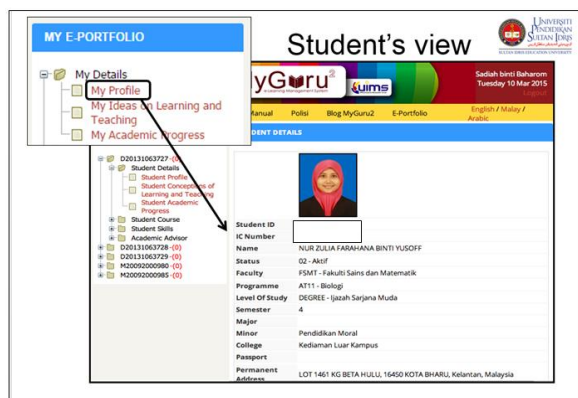 MY E-PORTFOLIO
My Details
My Profile
My Ideas on Learning and
Teaching
My Academic Progress
Student's view
UNIVERSITI
PENDIDIKAN
SULTAN IDRIS
yGuru2
uims
Sadiah binti Baharom
Tuesday 10 Mar 2015
Logout
Manual Polisi Blog MyGuru2 E-Portfolio English / Malay /
Arabic
STUDENT DETAILS
D20131063727-(0)
Student Details
Student Profile
Student Conceptions of
Learning and Teaching
Student Academic
Progress
Student Course
Student Skills
Academic Advisor
D20131063728-(0)
D20131063729-(0)
M20092000980-(0)
M20092000985-(0)
Student ID
IC Number
Name NUR ZULIA FARAHANA BINTI YUSOFF
Status 02 - Aktif
Faculty FSMT - Fakulti Sains dan Matematik
Programme AT11 - Biologi
Level Of Study DEGREE - Ijazah Sarjana Muda
Semester 4
Major
Minor Pendidikan Moral
College Kediaman Luar Kampus
Passport
Permanent
Address LOT 1461 KG BETA HULU, 16450 KOTA BHARU, Kelantan, Malaysia